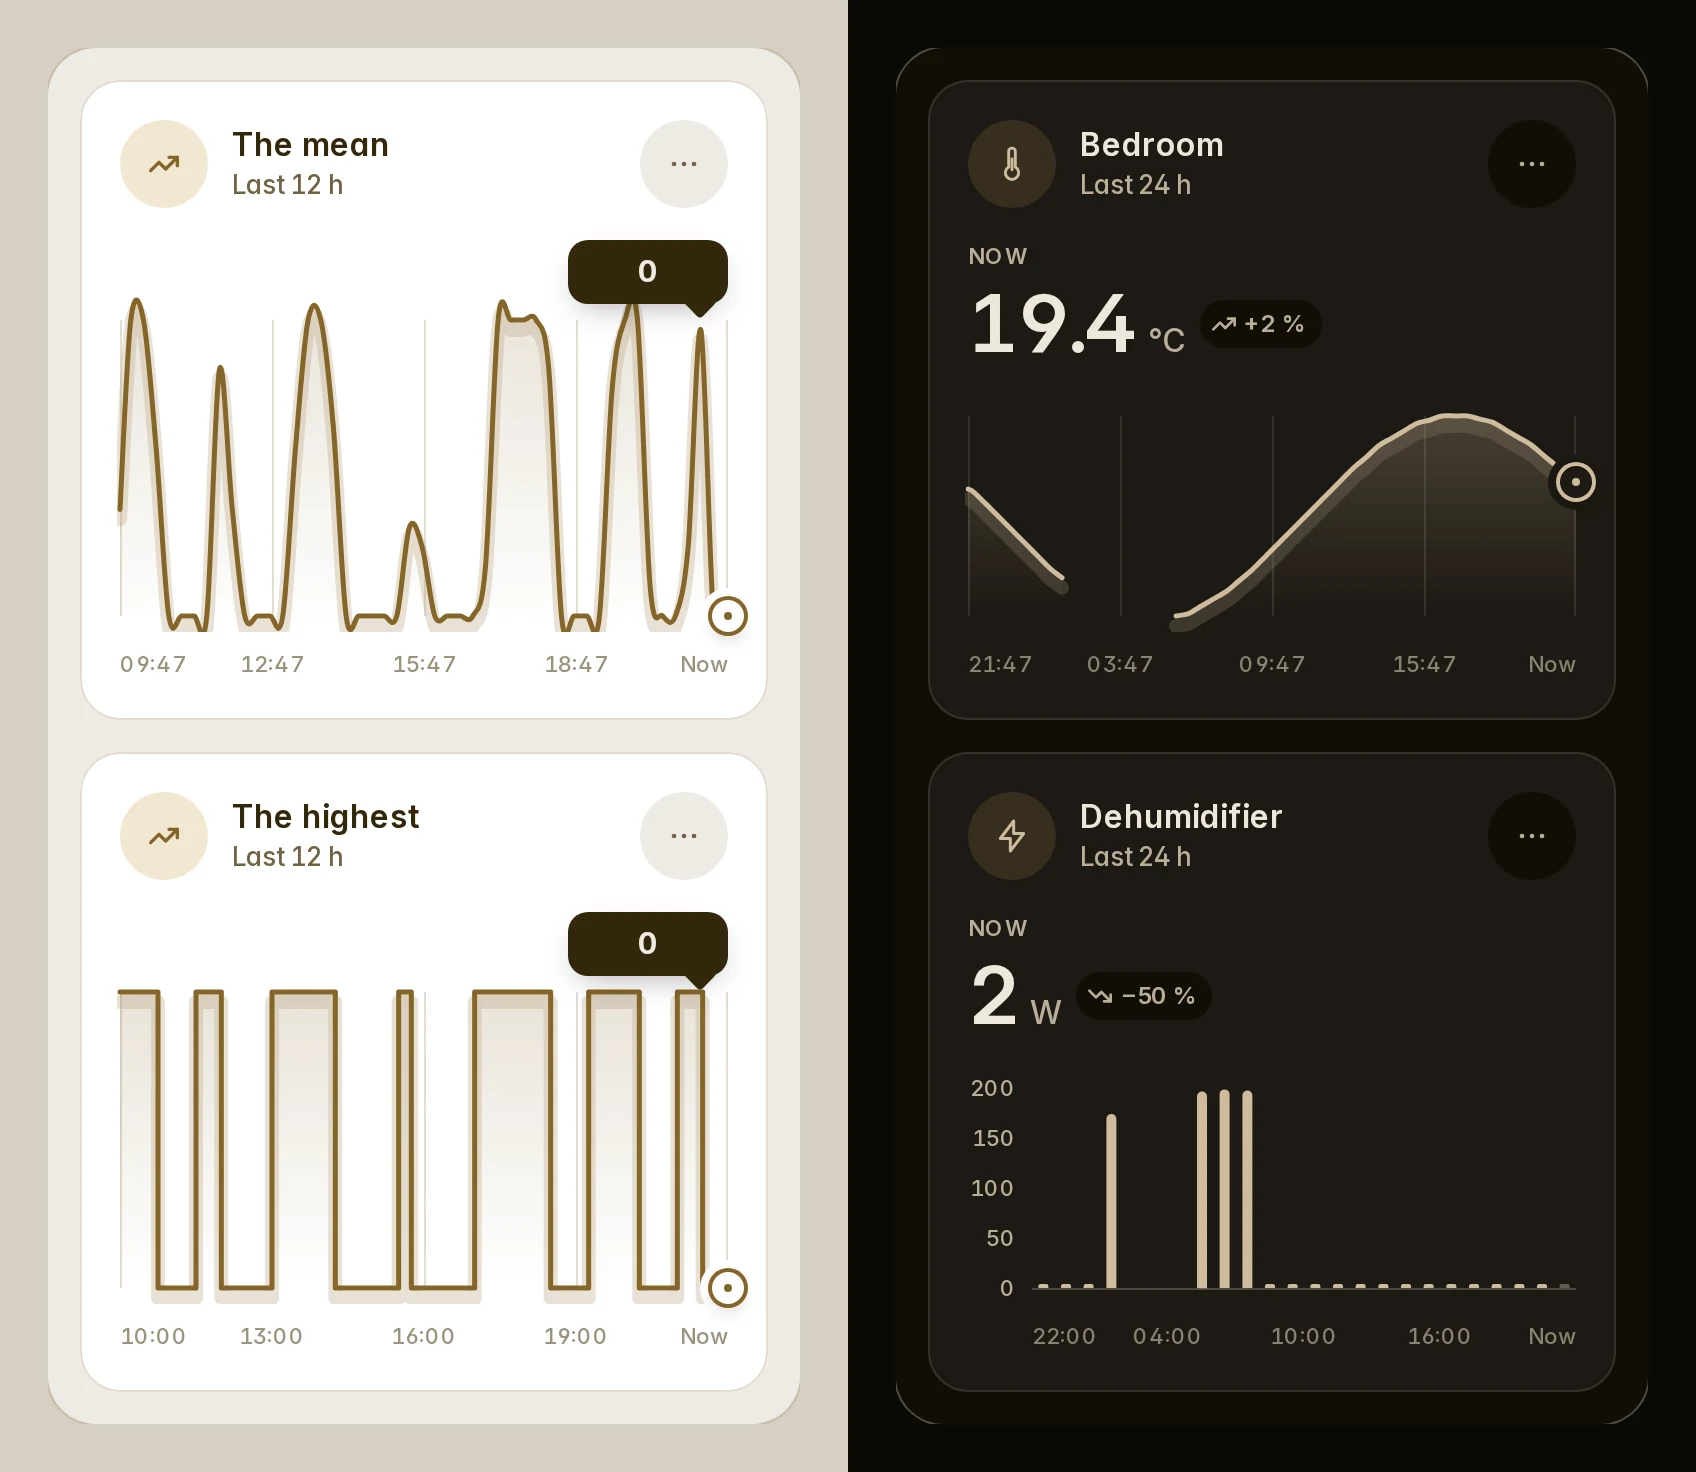 The mean
Last 12 h
0
09:47 12:47 15:47 18:47 Now
The highest
Last 12 h
0
10:00 13:00 16:00 19:00 Now
Bedroom
Last 24 h
NOW
19.4 °C +2 %
21:47 03:47 09:47 15:47 Now
Dehumidifier
Last 24 h
NOW
2 W −50 %
200
150
100
50
0
22:00 04:00 10:00 16:00 Now